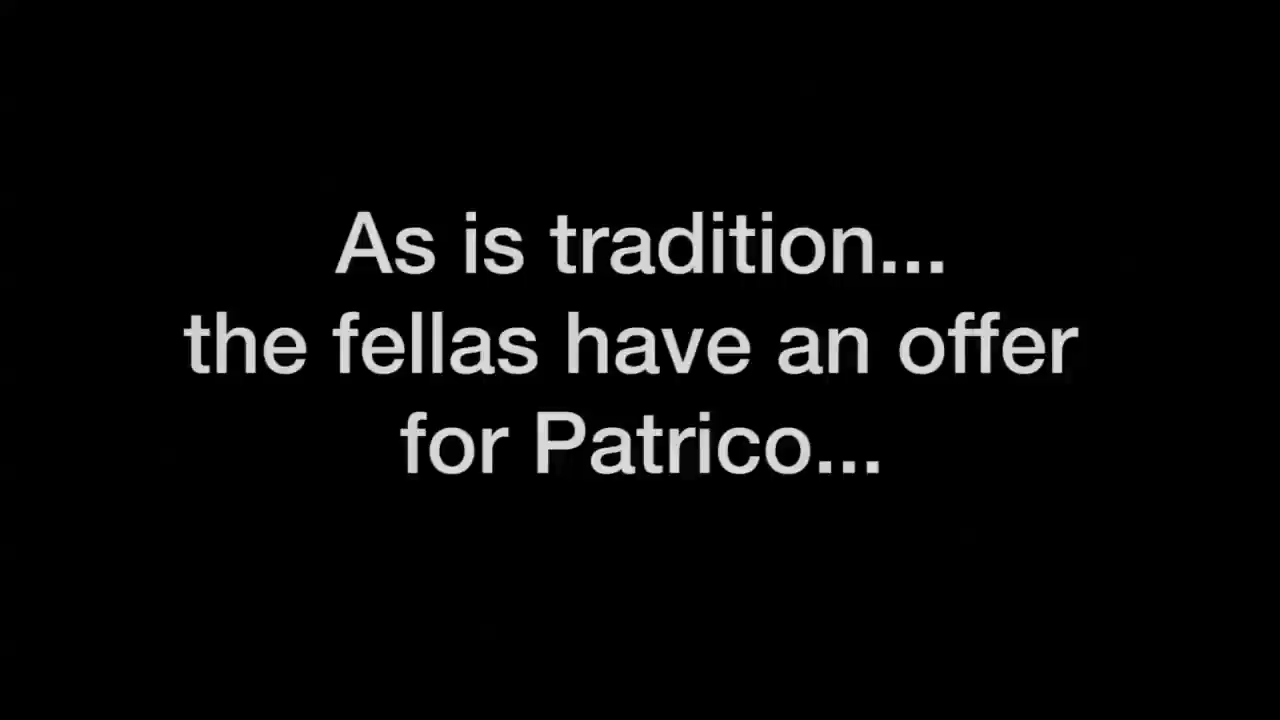 As is tradition...
the fellas have an offer
for Patrico...